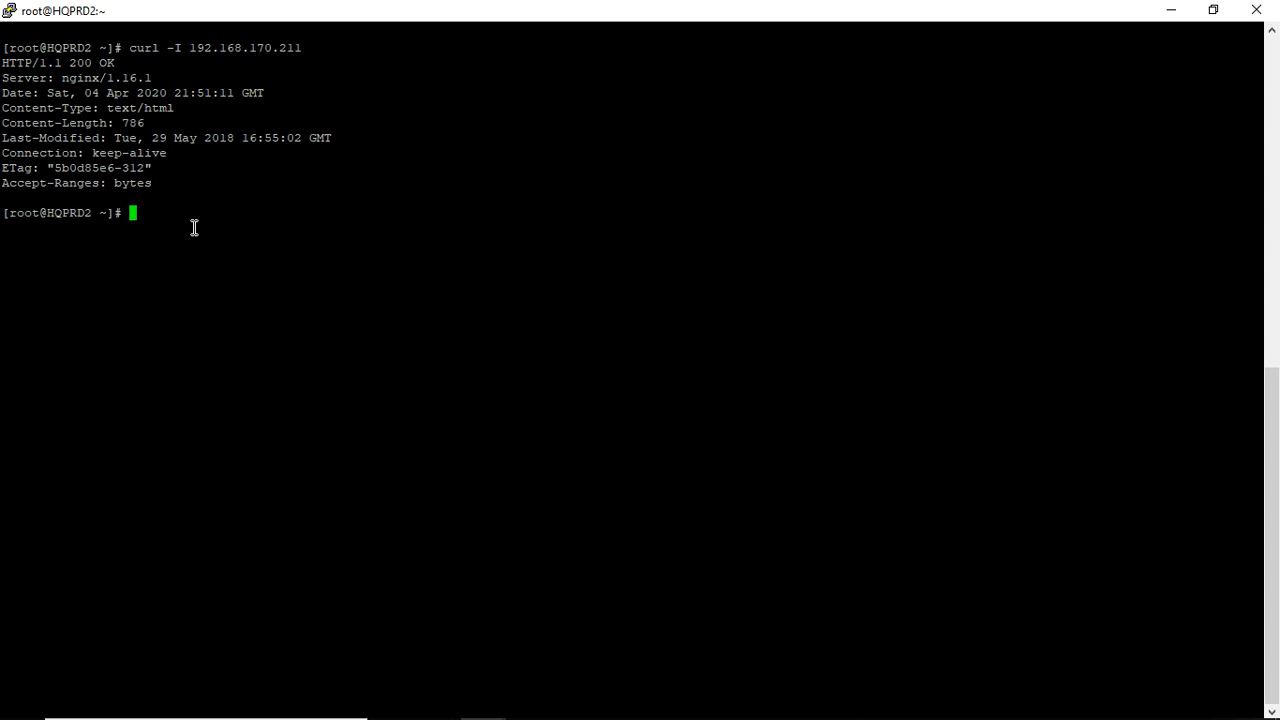 root@HQPRD2:~
[root@HQPRD2 ~]# curl -I 192.168.170.211
HTTP/1.1 200 OK
Server: nginx/1.16.1
Date: Sat, 04 Apr 2020 21:51:11 GMT
Content-Type: text/html
Content-Length: 786
Last-Modified: Tue, 29 May 2018 16:55:02 GMT
Connection: keep-alive
ETag: "5b0d85e6-312"
Accept-Ranges: bytes
[root@HQPRD2 ~]#